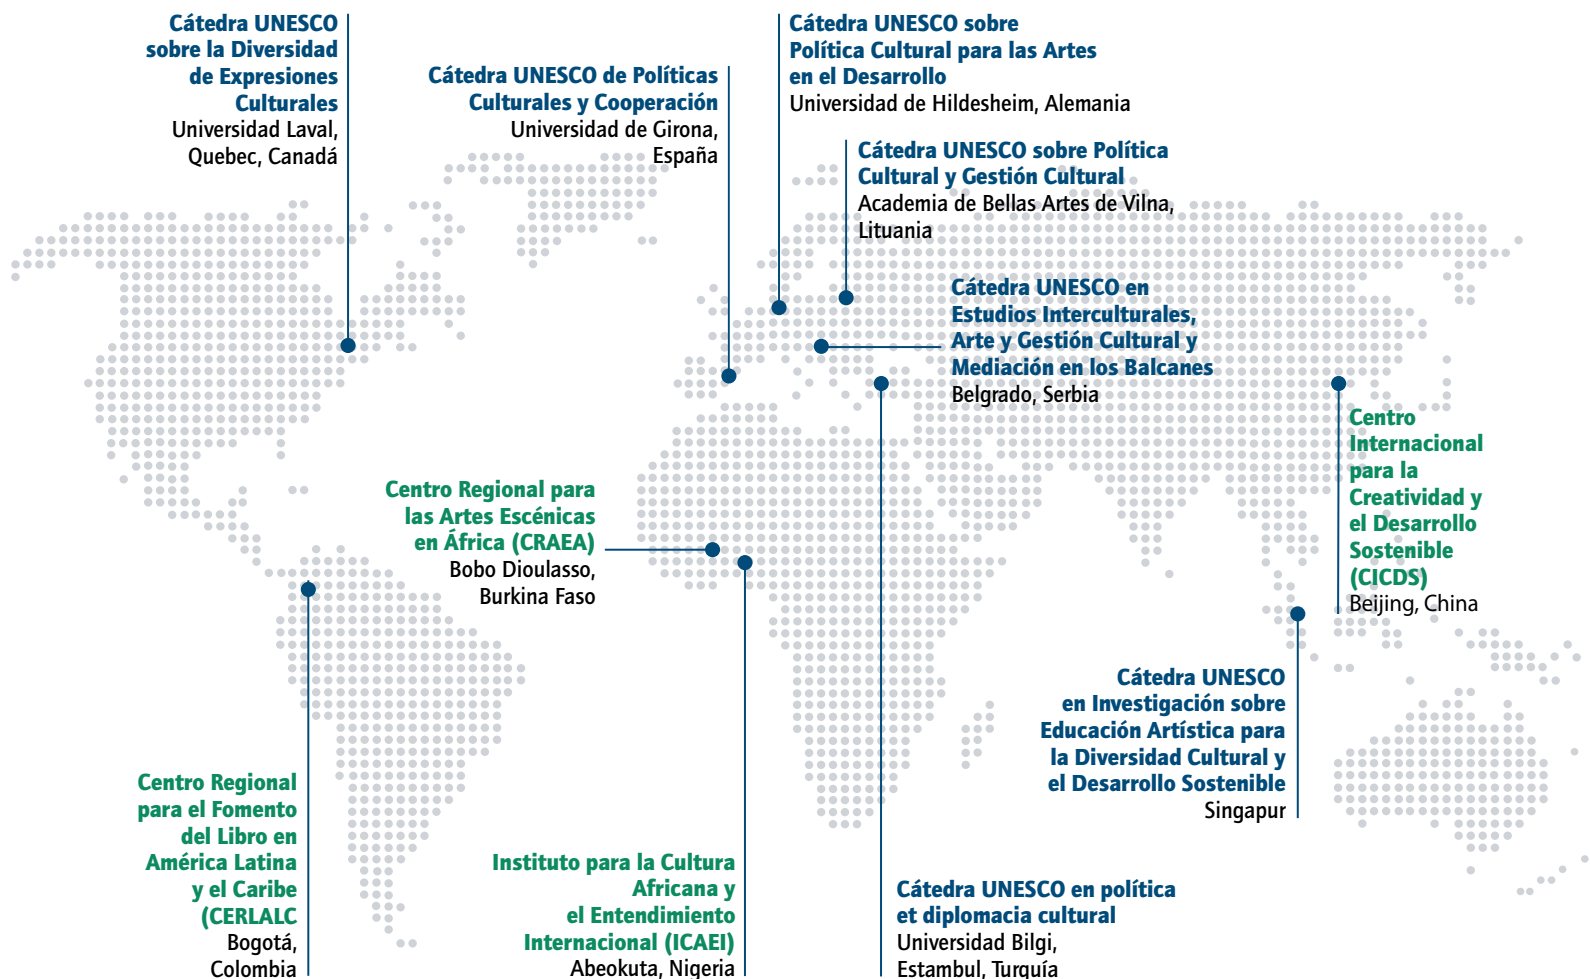 Cátedra UNESCO
sobre la Diversidad
de Expresiones
Culturales
Universidad Laval,
Quebec, Canadá
Cátedra UNESCO de Políticas
Culturales y Cooperación
Universidad de Girona,
España
Cátedra UNESCO sobre
Política Cultural para las Artes
en el Desarrollo
Universidad de Hildesheim, Alemania
Cátedra UNESCO sobre Política
Cultural y Gestión Cultural
Academia de Bellas Artes de Vilna,
Lituania
Cátedra UNESCO en
Estudios Interculturales,
Arte y Gestión Cultural y
Mediación en los Balcanes
Belgrado, Serbia
Centro
Internacional
para la
Creatividad y
el Desarrollo
Sostenible
(CICDS)
Beijing, China
Centro Regional para
las Artes Escénicas
en África (CRAEA)
Bobo Dioulasso,
Burkina Faso
Cátedra UNESCO
en Investigación sobre
Educación Artística para
la Diversidad Cultural y
el Desarrollo Sostenible
Singapur
Centro Regional
para el Fomento
del Libro en
América Latina
y el Caribe
(CERLALC
Bogotá,
Colombia
Instituto para la Cultura
Africana y
el Entendimiento
Internacional (ICAEI)
Abeokuta, Nigeria
Cátedra UNESCO en política
et diplomacia cultural
Universidad Bilgi,
Estambul, Turquía